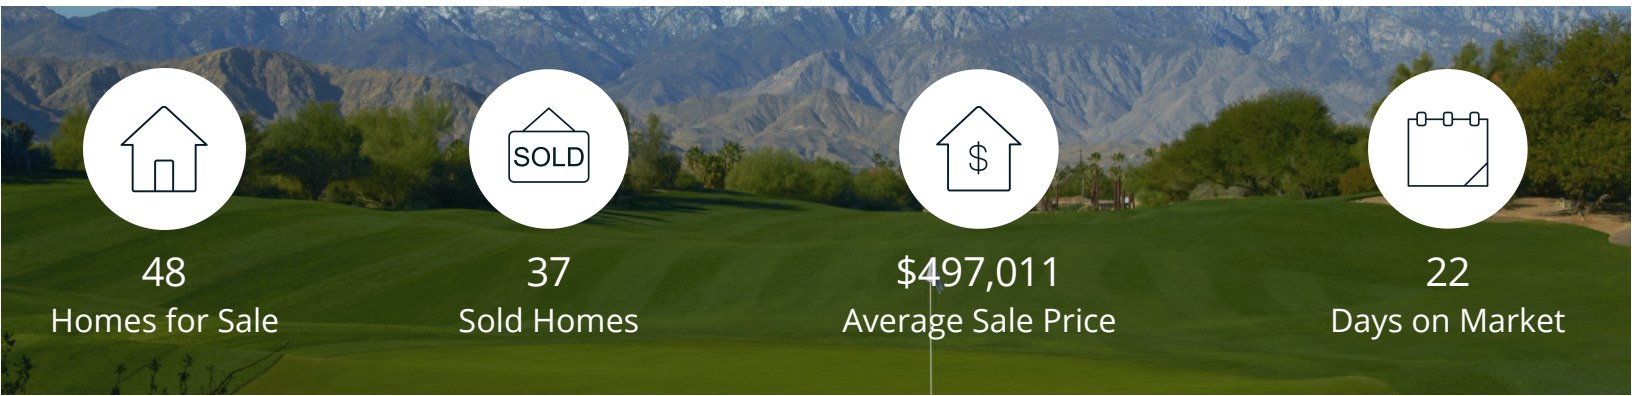 SOLD
$
48
Homes for Sale
37
Sold Homes
$497,011
Average Sale Price
22
Days on Market